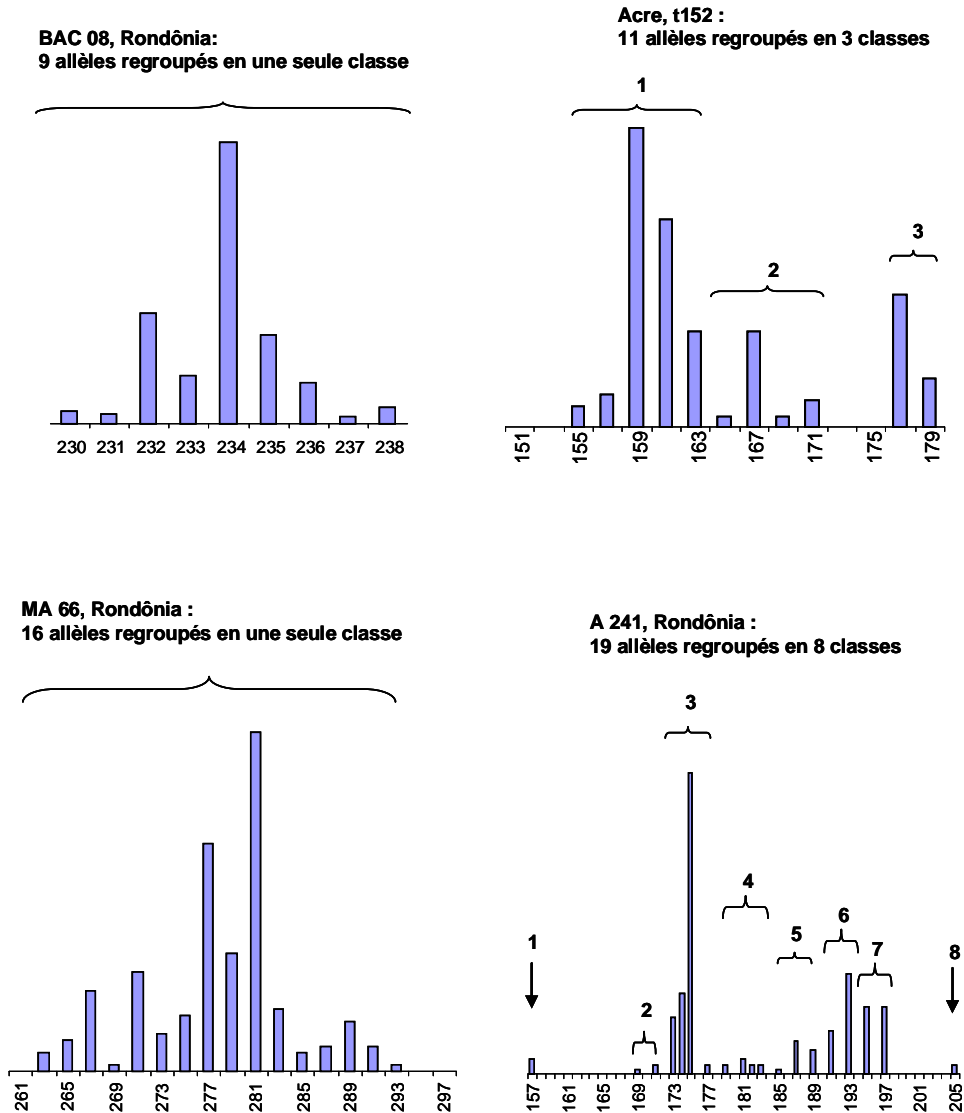 BAC 08, Rondônia:
9 allèles regroupés en une seule classe
230 231 232 233 234 235 236 237 238
Acre, t152 :
11 allèles regroupés en 3 classes
1
2
3
151 155 159 163 167 171 175 179
MA 66, Rondônia :
16 allèles regroupés en une seule classe
261 265 269 273 277 281 285 289 293 297
A 241, Rondônia :
19 allèles regroupés en 8 classes
3
4
6
5
1
7
8
2
157 161 165 169 173 177 181 185 189 193 197 201 205